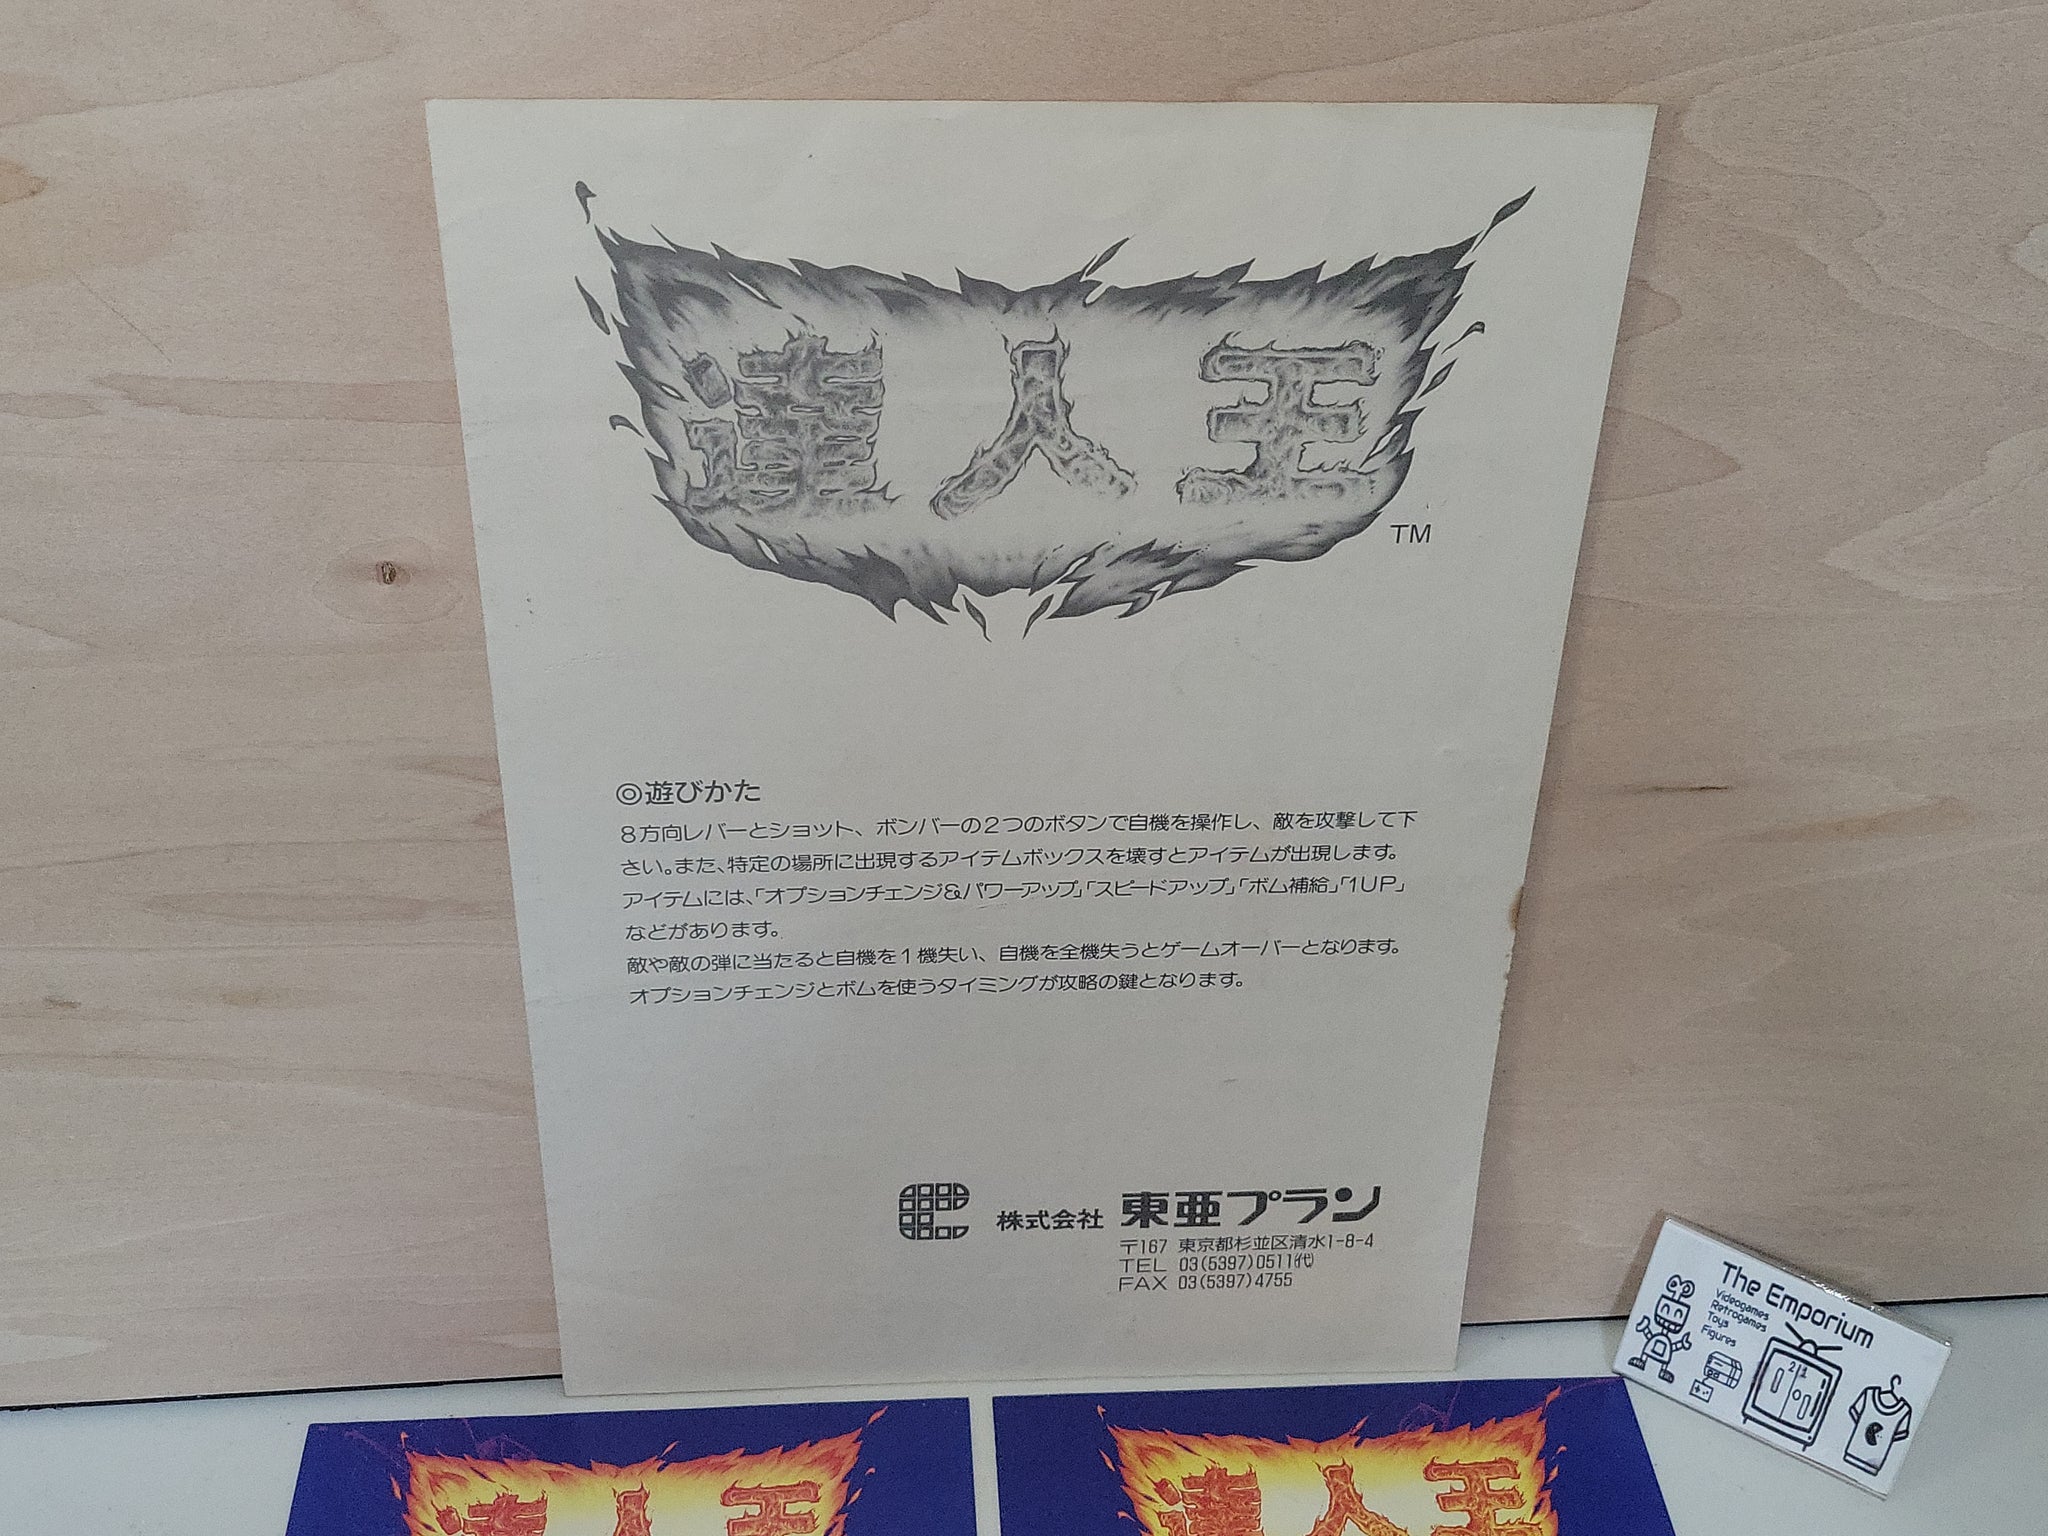 達人王
TM
◎遊びかた
8方向レバーとショット、ボンバーの2つのボタンで自機を操作し、敵を攻撃して下
さい。また、特定の場所に出現するアイテムボックスを壊すとアイテムが出現します。
アイテムには、「オプションチェンジ&パワーアップ」「スピードアップ」「ボム補給」「1UP」
などがあります。
敵や敵の弾に当たると自機を1機失い、自機を全機失うとゲームオーバーとなります。
オプションチェンジとボムを使うタイミングが攻略の鍵となります。
株式会社 東亜プラン
〒167 東京都杉並区清水1-8-4
TEL 03(5397)0511(代)
FAX 03(5397)4755
The Emporium
Videogames
Retrogames
Toys
Figures
達人王
達人王